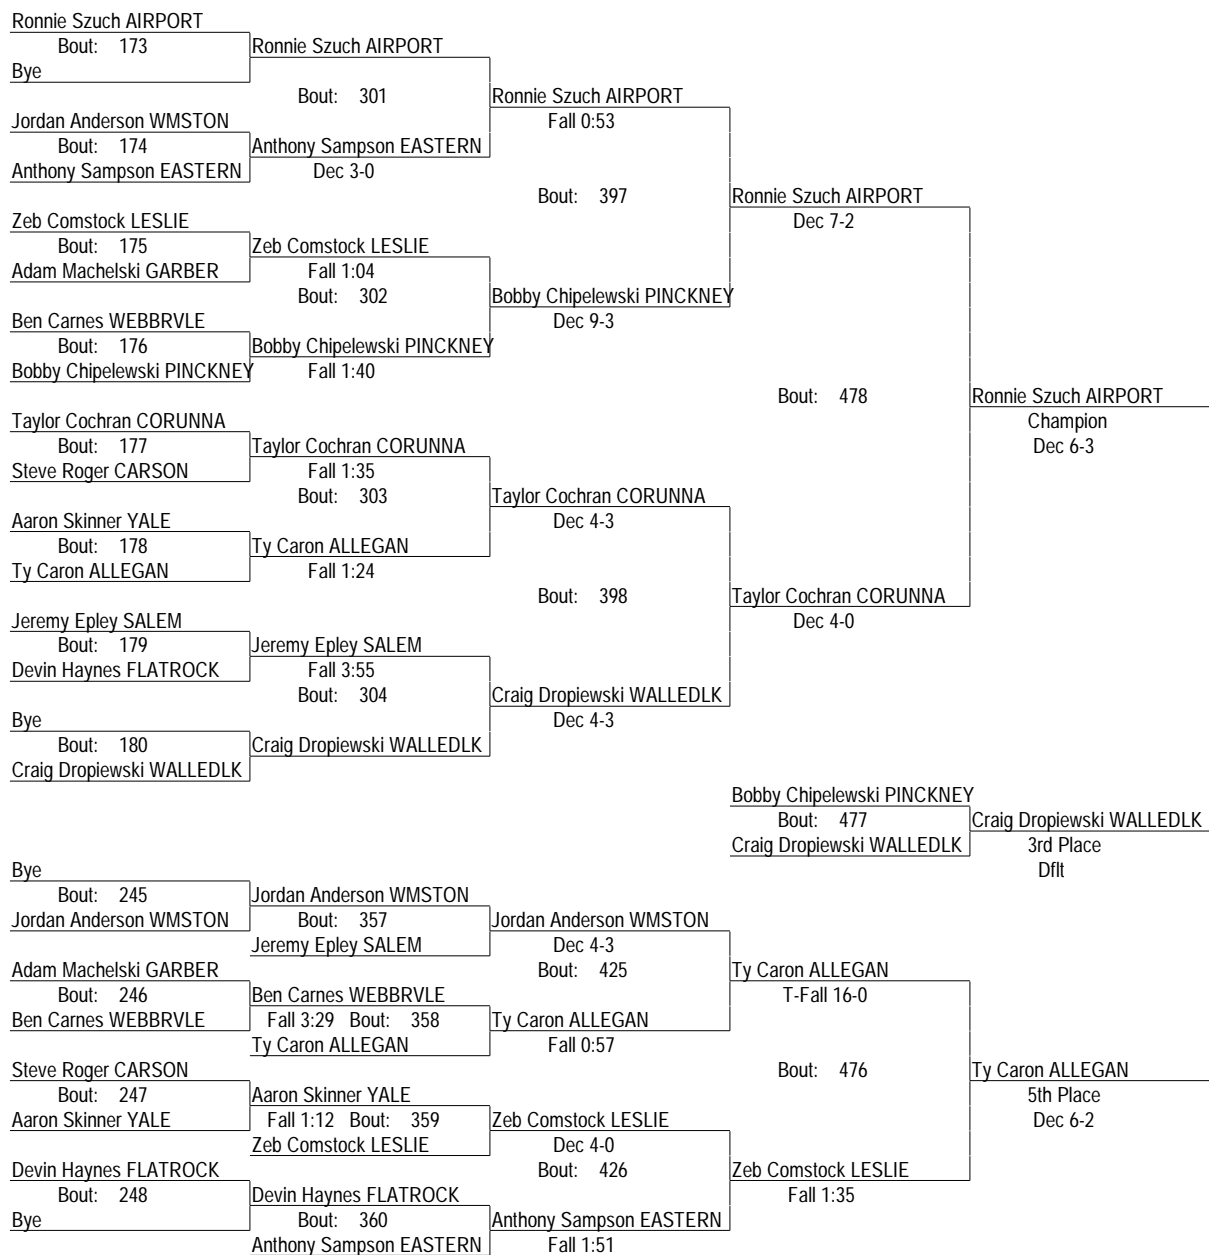 Ronnie Szuch AIRPORT
Bout: 173 Ronnie Szuch AIRPORT
Bye
Bout: 301 Ronnie Szuch AIRPORT
Jordan Anderson WMSTON Fall 0:53
Bout: 174 Anthony Sampson EASTERN
Anthony Sampson EASTERN Dec 3-0
Bout: 397 Ronnie Szuch AIRPORT
Zeb Comstock LESLIE Dec 7-2
Bout: 175 Zeb Comstock LESLIE
Adam Machelski GARBER Fall 1:04
Bout: 302 Bobby Chipelewski PINCKNEY
Ben Carnes WEBBRVLE Dec 9-3
Bout: 176 Bobby Chipelewski PINCKNEY
Bobby Chipelewski PINCKNEY Fall 1:40
Bout: 478 Ronnie Szuch AIRPORT
Taylor Cochran CORUNNA Champion
Bout: 177 Taylor Cochran CORUNNA Dec 6-3
Steve Roger CARSON Fall 1:35
Bout: 303 Taylor Cochran CORUNNA
Aaron Skinner YALE Dec 4-3
Bout: 178 Ty Caron ALLEGAN
Ty Caron ALLEGAN Fall 1:24
Bout: 398 Taylor Cochran CORUNNA
Jeremy Epley SALEM Dec 4-0
Bout: 179 Jeremy Epley SALEM
Devin Haynes FLATROCK Fall 3:55
Bout: 304 Craig Dropiewski WALLEDLK
Bye Dec 4-3
Bout: 180 Craig Dropiewski WALLEDLK
Craig Dropiewski WALLEDLK
Bobby Chipelewski PINCKNEY
Bout: 477 Craig Dropiewski WALLEDLK
Craig Dropiewski WALLEDLK 3rd Place
Bye Dflt
Bout: 245 Jordan Anderson WMSTON
Jordan Anderson WMSTON Bout: 357 Jordan Anderson WMSTON
Jeremy Epley SALEM Dec 4-3
Adam Machelski GARBER Bout: 425 Ty Caron ALLEGAN
Bout: 246 Ben Carnes WEBBRVLE T-Fall 16-0
Ben Carnes WEBBRVLE Fall 3:29 Bout: 358 Ty Caron ALLEGAN
Ty Caron ALLEGAN Fall 0:57
Steve Roger CARSON Bout: 476 Ty Caron ALLEGAN
Bout: 247 Aaron Skinner YALE 5th Place
Aaron Skinner YALE Fall 1:12 Bout: 359 Zeb Comstock LESLIE Dec 6-2
Zeb Comstock LESLIE Dec 4-0
Devin Haynes FLATROCK Bout: 426 Zeb Comstock LESLIE
Bout: 248 Devin Haynes FLATROCK Fall 1:35
Bye Bout: 360 Anthony Sampson EASTERN
Anthony Sampson EASTERN Fall 1:51